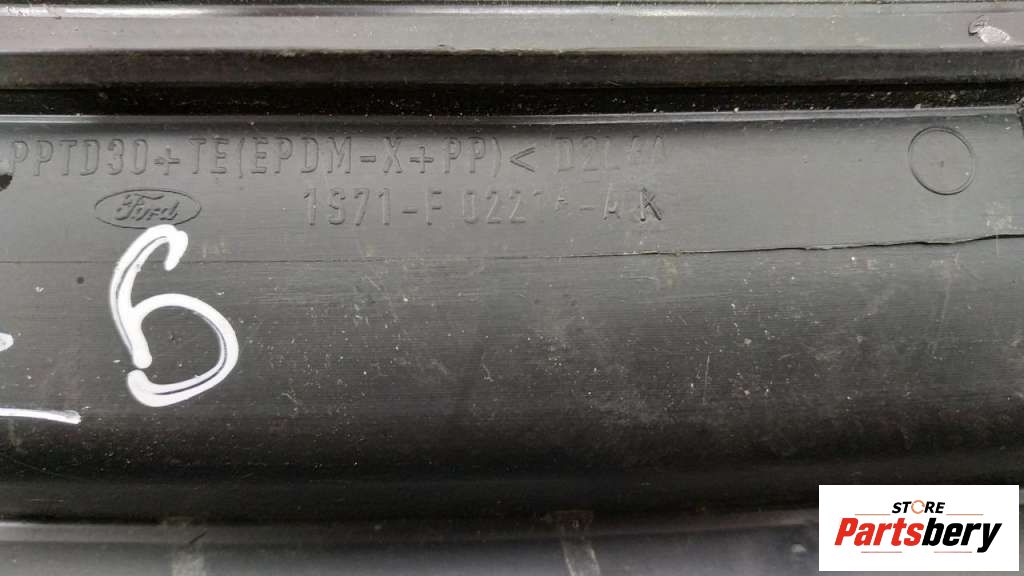 PPTD30+TE(EPDM-X+PP)<
Ford
1S71-F
6
STORE
Partsbery